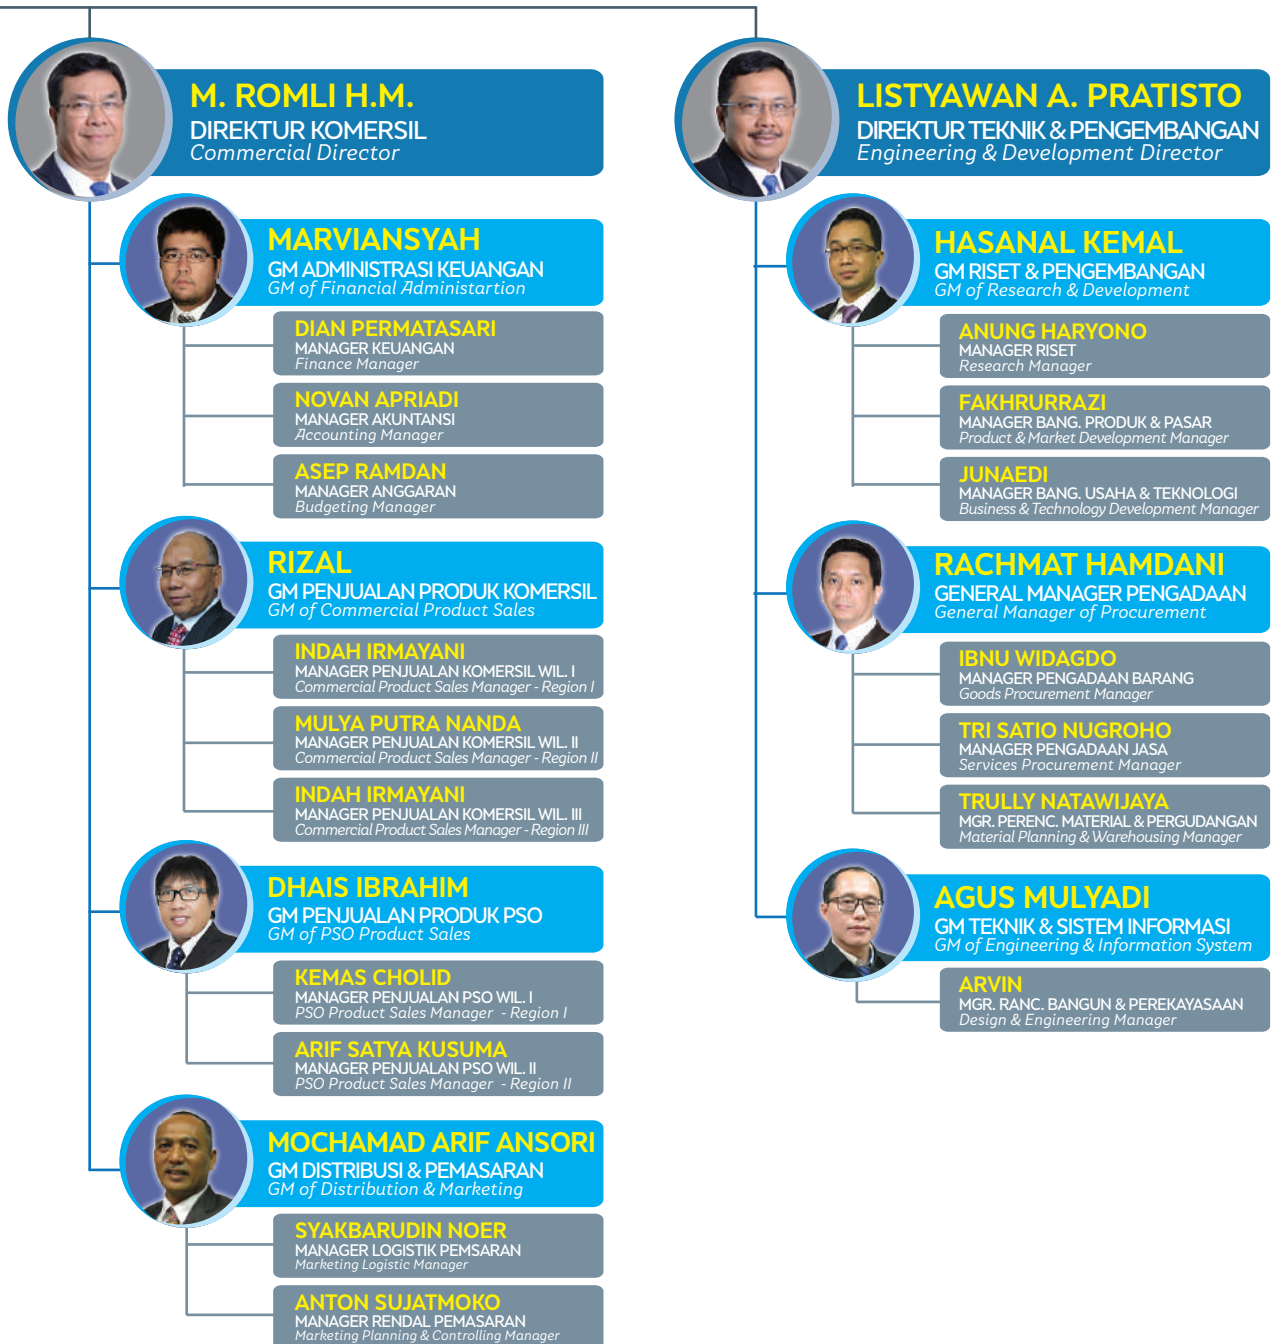 M. ROMLI H.M.
DIREKTUR KOMERSIL
Commercial Director
MARVIANSYAH
GM ADMINISTRASI KEUANGAN
GM of Financial Administartion
DIAN PERMATASARI
MANAGER KEUANGAN
Finance Manager
NOVAN APRIADI
MANAGER AKUNTANSI
Accounting Manager
ASEP RAMDAN
MANAGER ANGGARAN
Budgeting Manager
RIZAL
GM PENJUALAN PRODUK KOMERSIL
GM of Commercial Product Sales
INDAH IRMAYANI
MANAGER PENJUALAN KOMERSIL WIL. I
Commercial Product Sales Manager - Region I
MULYA PUTRA NANDA
MANAGER PENJUALAN KOMERSIL WIL. II
Commercial Product Sales Manager - Region II
INDAH IRMAYANI
MANAGER PENJUALAN KOMERSIL WIL. III
Commercial Product Sales Manager - Region III
DHAIS IBRAHIM
GM PENJUALAN PRODUK PSO
GM of PSO Product Sales
KEMAS CHOLID
MANAGER PENJUALAN PSO WIL. I
PSO Product Sales Manager - Region I
ARIF SATYA KUSUMA
MANAGER PENJUALAN PSO WIL. II
PSO Product Sales Manager - Region II
MOCHAMAD ARIF ANSORI
GM DISTRIBUSI & PEMASARAN
GM of Distribution & Marketing
SYAKBARUDIN NOER
MANAGER LOGISTIK PEMSARAN
Marketing Logistic Manager
ANTON SUJATMOKO
MANAGER RENDAL PEMASARAN
Marketing Planning & Controlling Manager
LISTYAWAN A. PRATISTO
DIREKTUR TEKNIK & PENGEMBANGAN
Engineering & Development Director
HASANAL KEMAL
GM RISET & PENGEMBANGAN
GM of Research & Development
ANUNG HARYONO
MANAGER RISET
Research Manager
FAKHRURRAZI
MANAGER BANG. PRODUK & PASAR
Product & Market Development Manager
JUNAEDI
MANAGER BANG. USAHA & TEKNOLOGI
Business & Technology Development Manager
RACHMAT HAMDANI
GENERAL MANAGER PENGADAAN
General Manager of Procurement
IBNU WIDAGDO
MANAGER PENGADAAN BARANG
Goods Procurement Manager
TRI SATIO NUGROHO
MANAGER PENGADAAN JASA
Services Procurement Manager
TRULLY NATAWIJAYA
MGR. PERENC. MATERIAL & PERGUDANGAN
Material Planning & Warehousing Manager
AGUS MULYADI
GM TEKNIK & SISTEM INFORMASI
GM of Engineering & Information System
ARVIN
MGR. RANC. BANGUN & PEREKAYASAAN
Design & Engineering Manager